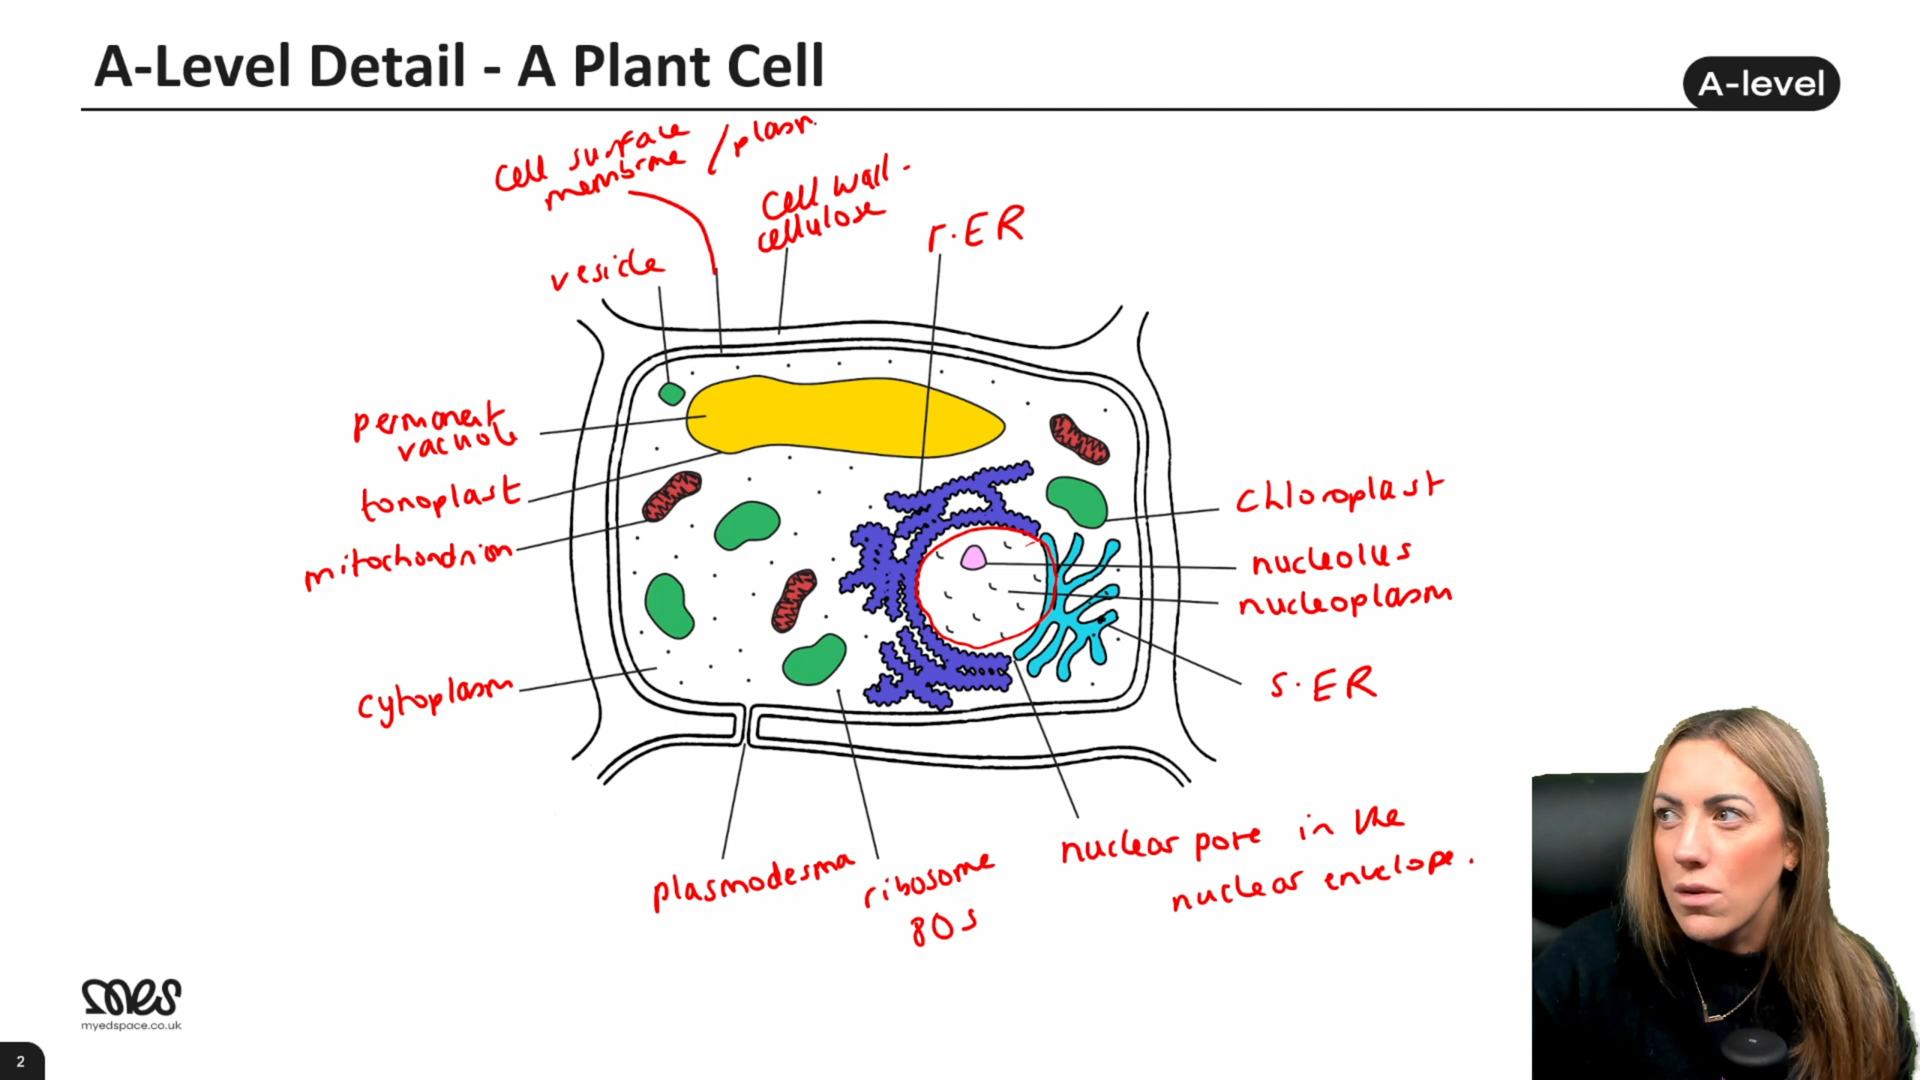 A-Level Detail - A Plant Cell
A-level
cell surface / plasm
membrane
cell wall -
cellulose
r.ER
vesicle
permanent
vacuole
tonoplast
mitochondrion
cytoplasm
chloroplast
nucleolus
nucleoplasm
s.ER
plasmodesma
ribosome
80s
nuclear pore in the
nuclear envelope.
mes
myedspace.co.uk
2